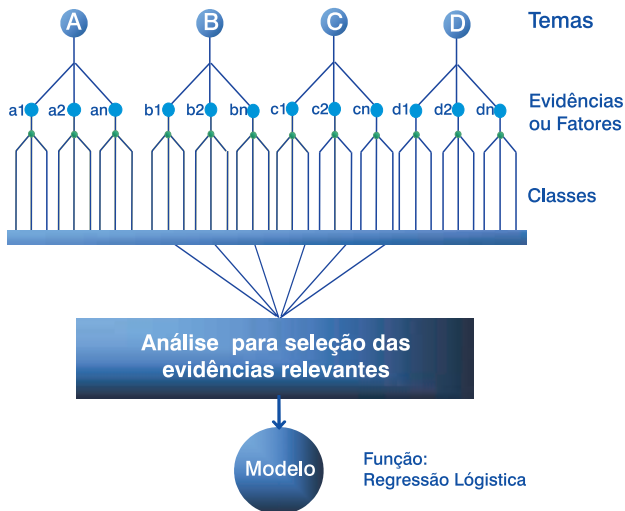 A B C D Temas
a1 a2 an b1 b2 bn c1 c2 cn d1 d2 dn
Evidências
ou Fatores
Classes
Análise para seleção das
evidências relevantes
Modelo
Função:
Regressão Lógistica